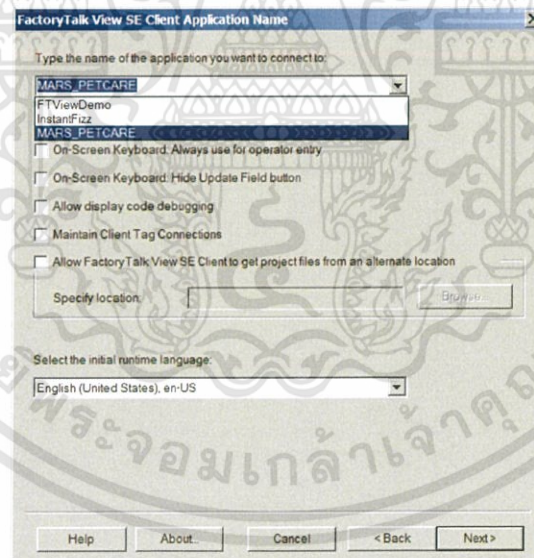 FactoryTalk View SE Client Application Name
Type the name of the application you want to connect to:
MARS_PETCARE
FTViewDemo
InstantFizz
MARS_PETCARE
On-Screen Keyboard: Always use for operator entry
On-Screen Keyboard: Hide Update Field button
Allow display code debugging
Maintain Client Tag Connections
Allow FactoryTalk View SE Client to get project files from an alternate location
Specify location:
Browse...
Select the initial runtime language:
English (United States), en-US
Help
About...
Cancel
< Back
Next >